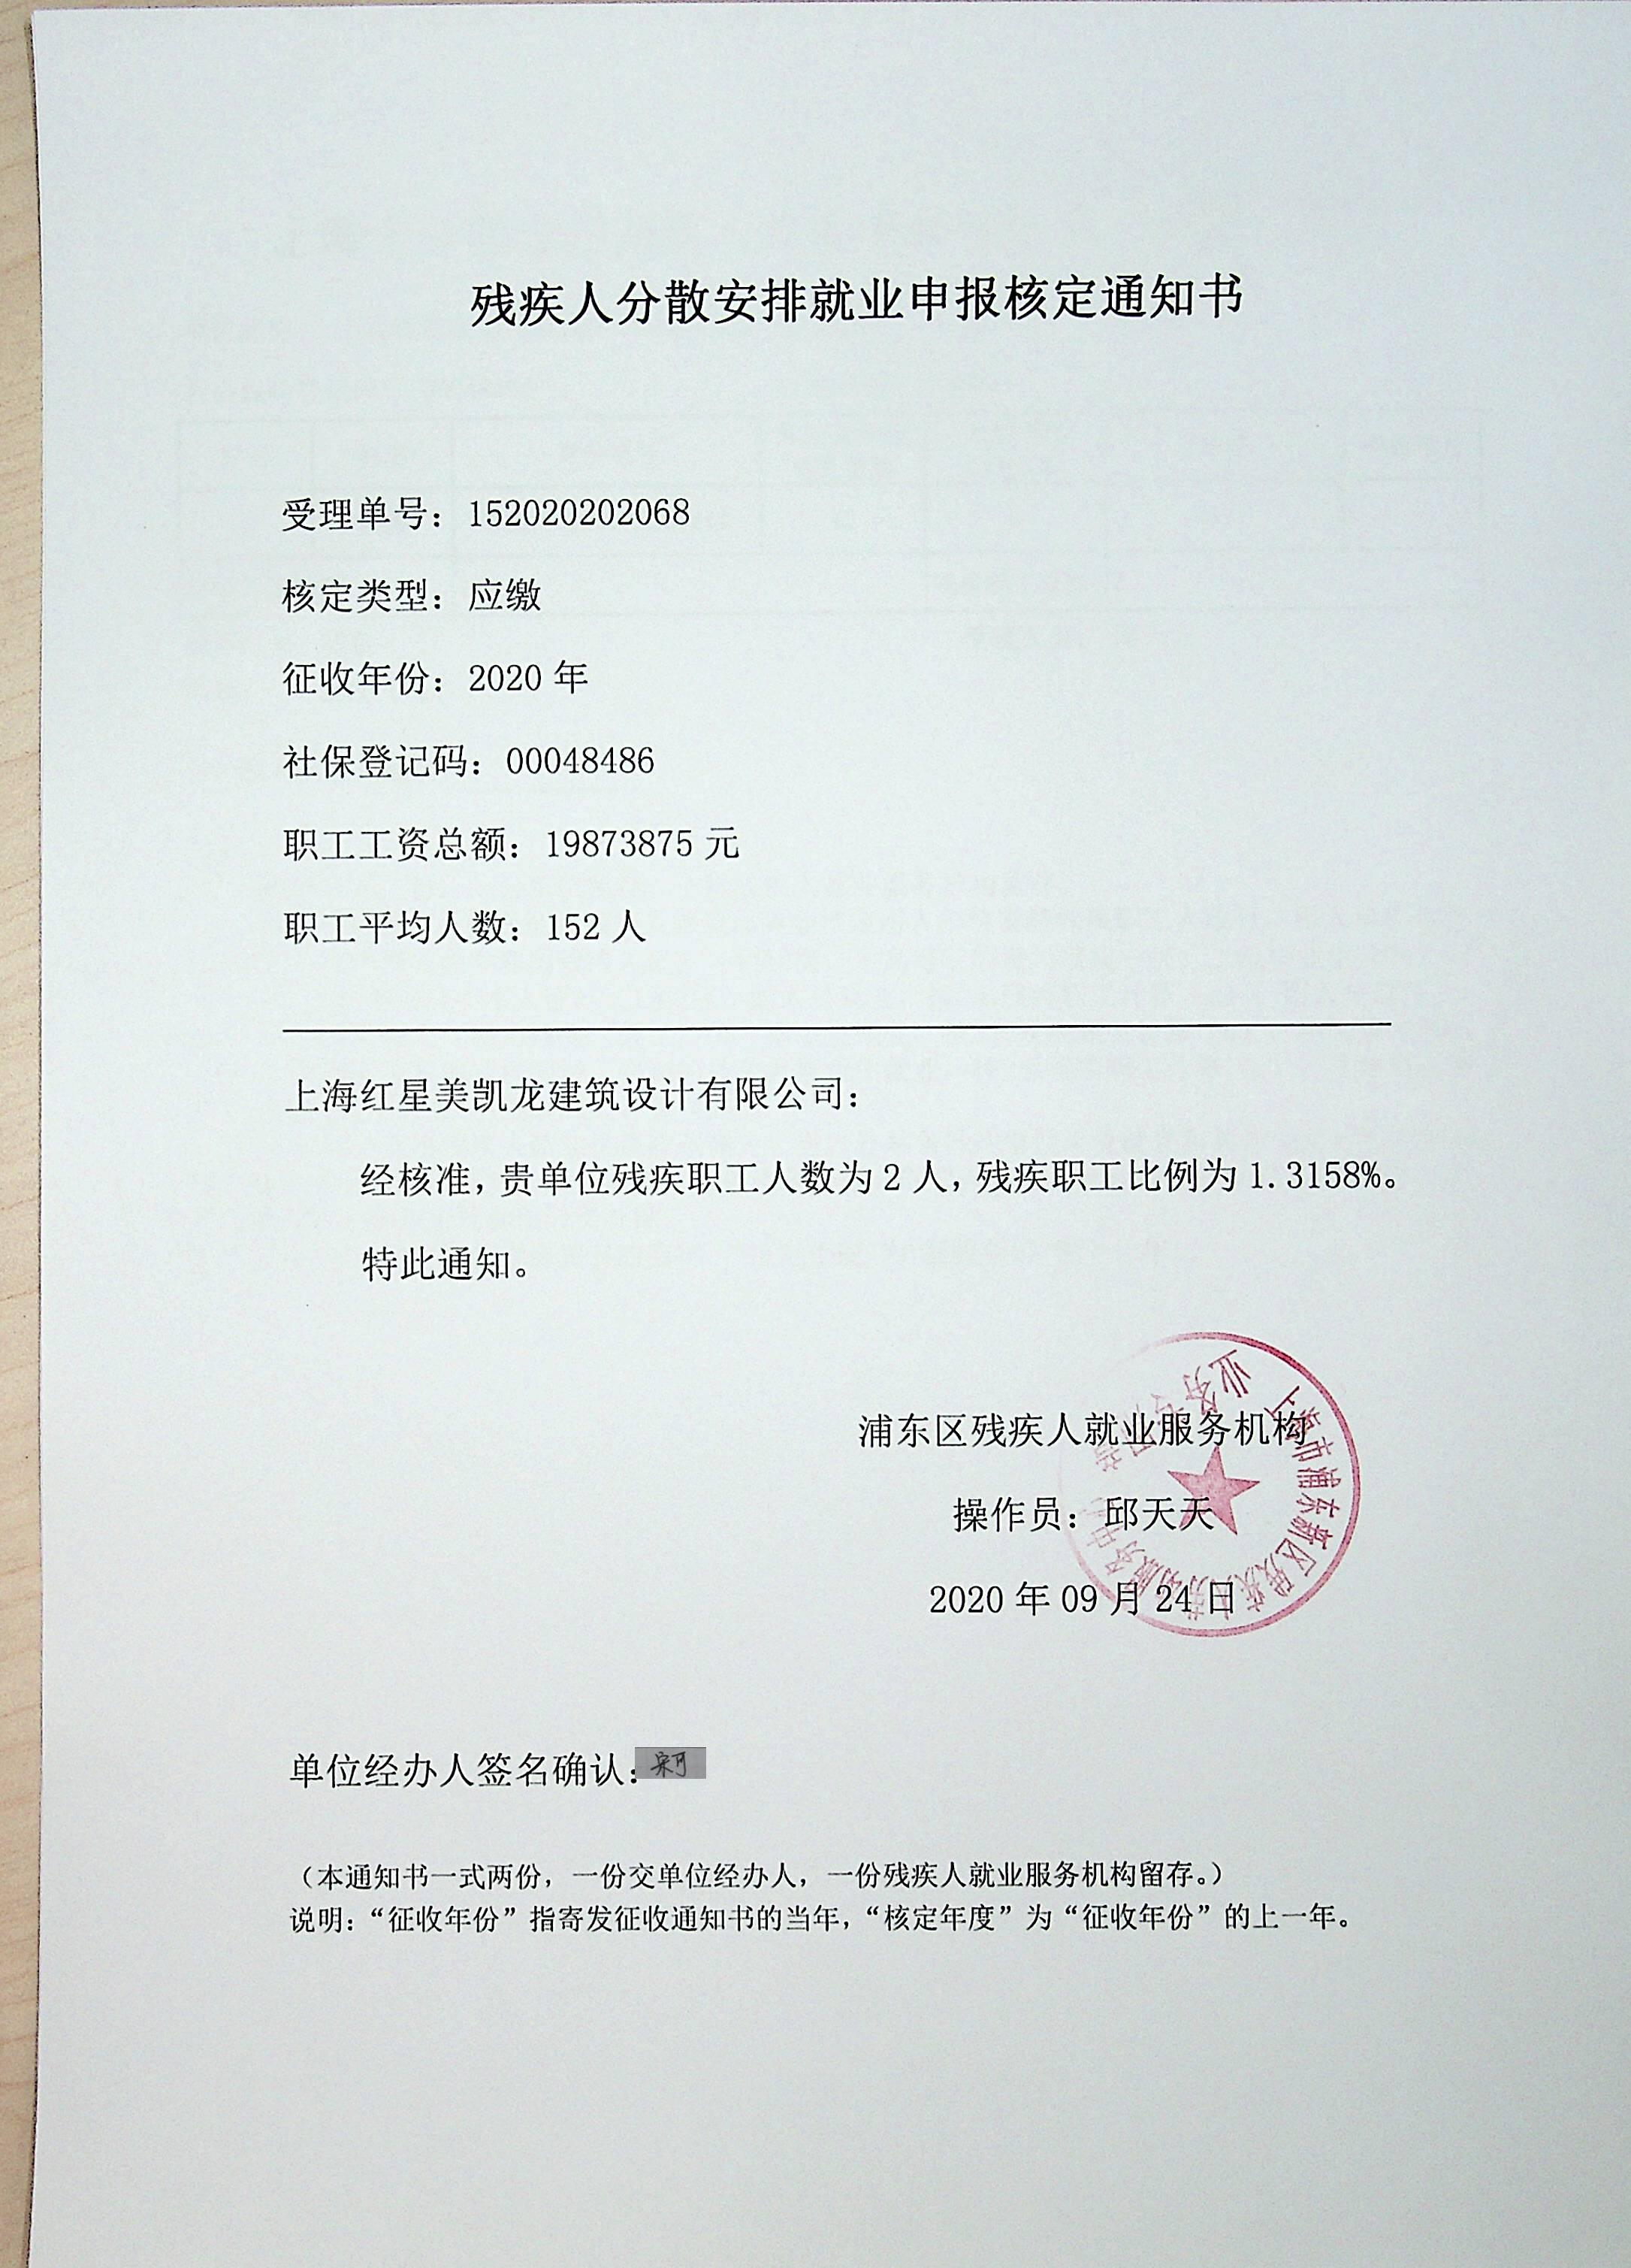 残疾人分散安排就业申报核定通知书
受理单号：152020202068
核定类型：应缴
征收年份：2020 年
社保登记码：00048486
职工工资总额：19873875 元
职工平均人数：152 人
上海红星美凯龙建筑设计有限公司：
经核准，贵单位残疾职工人数为 2 人，残疾职工比例为 1.3158%。
特此通知。
浦东区残疾人就业服务机构
操作员：邱天天
2020 年 09 月 24 日
上海市浦东新区残疾人劳动服务中心
业务
单位经办人签名确认：
（本通知书一式两份，一份交单位经办人，一份残疾人就业服务机构留存。）
说明：“征收年份”指寄发征收通知书的当年，“核定年度”为“征收年份”的上一年。